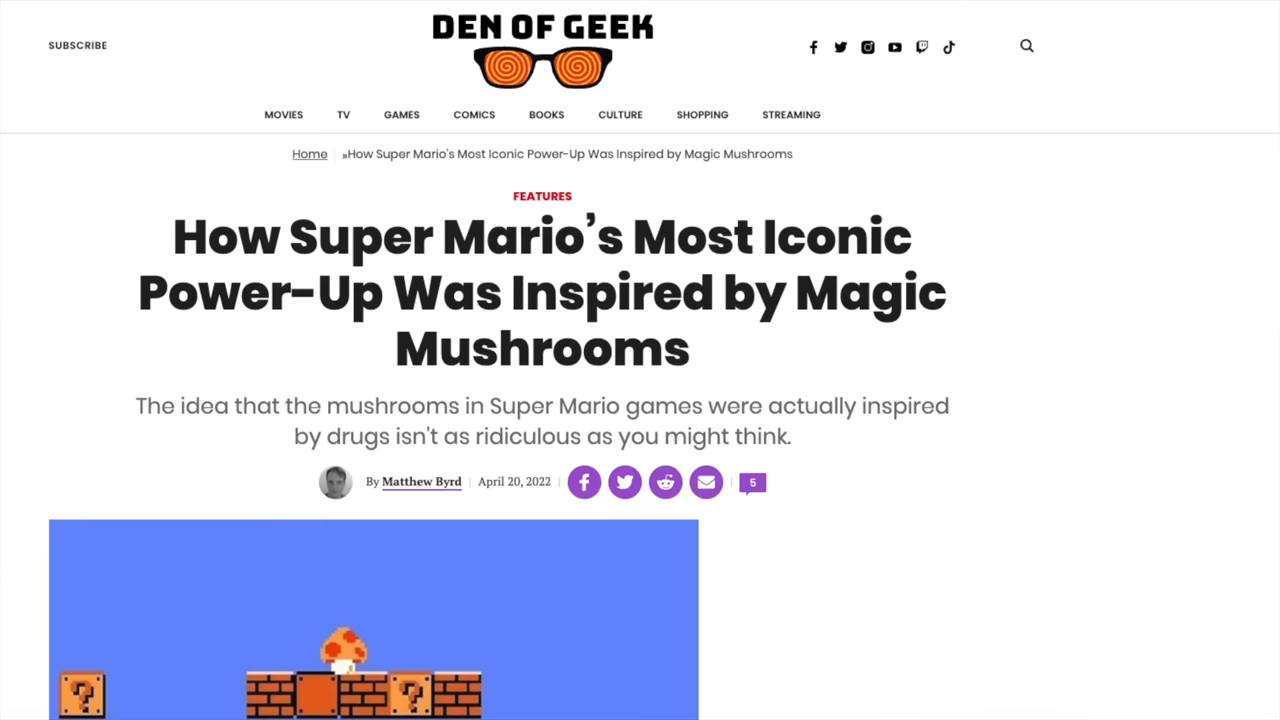 DEN OF GEEK
SUBSCRIBE
MOVIES TV GAMES COMICS BOOKS CULTURE SHOPPING STREAMING
Home »How Super Mario's Most Iconic Power-Up Was Inspired by Magic Mushrooms
FEATURES
How Super Mario’s Most Iconic
Power-Up Was Inspired by Magic
Mushrooms
The idea that the mushrooms in Super Mario games were actually inspired
by drugs isn't as ridiculous as you might think.
By Matthew Byrd | April 20, 2022 | | 5
? ?